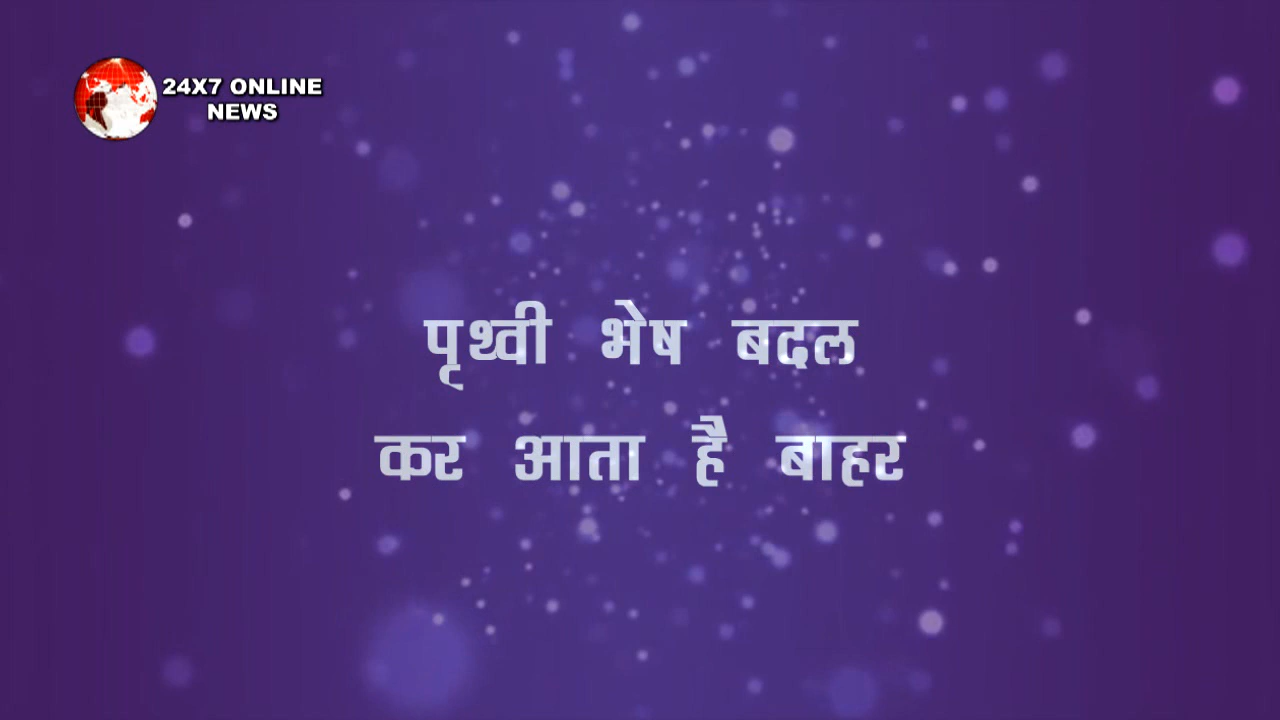 24X7 ONLINE
NEWS
पृथ्वी भेष बदल
कर आता है बाहर